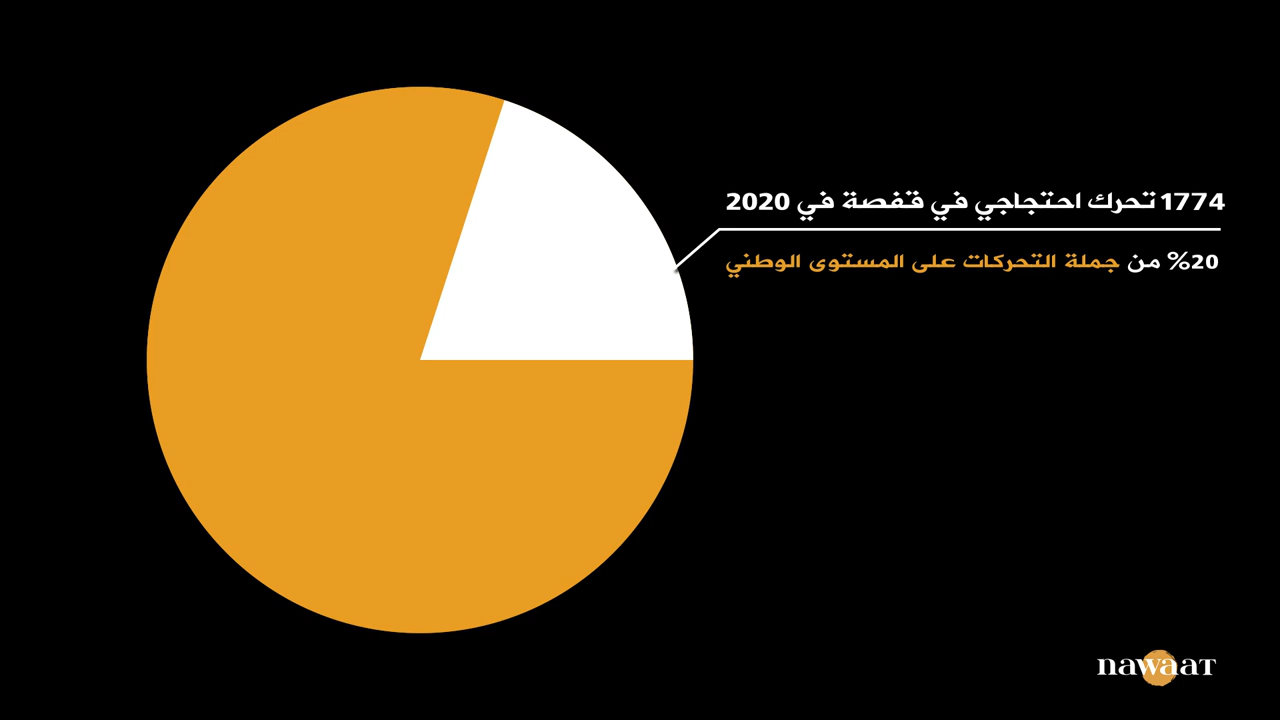 1774 تحرك احتجاجي في قفصة في 2020
20% من جملة التحركات على المستوى الوطني
nawaat